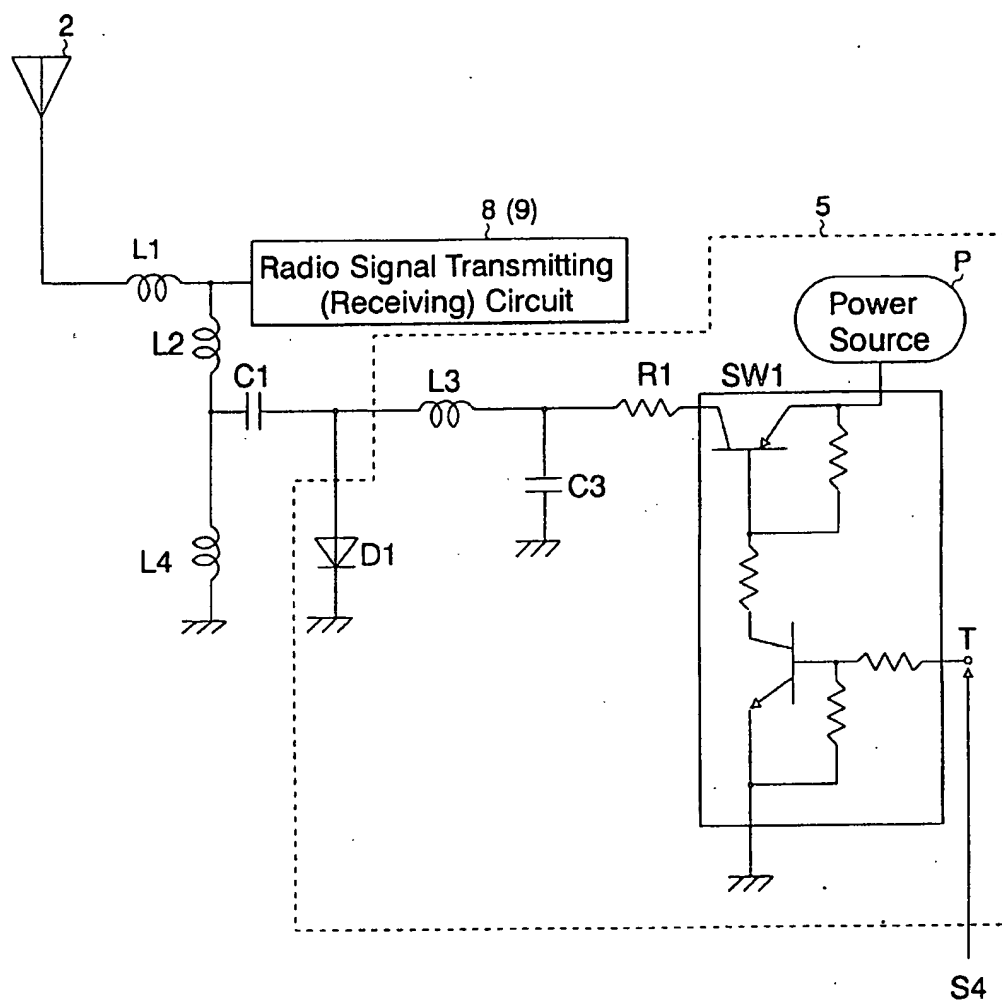 2
8 (9)
5
L1
Radio Signal Transmitting
(Receiving) Circuit
P
Power
Source
L2
C1
L3
R1
SW1
C3
L4
D1
T
S4